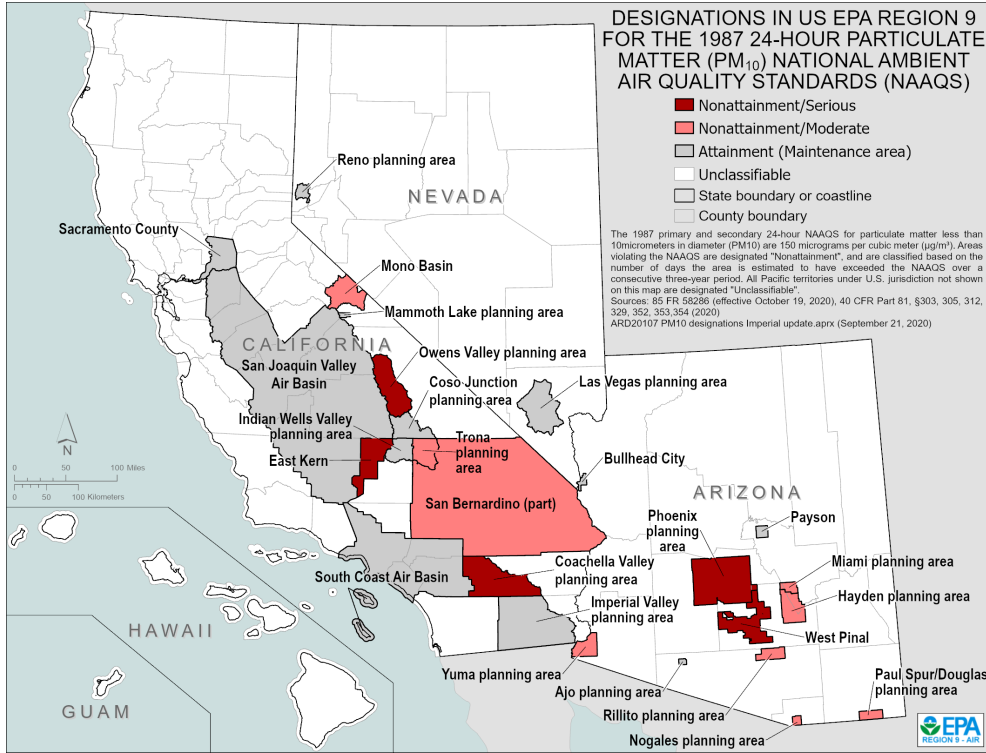 DESIGNATIONS IN US EPA REGION 9
FOR THE 1987 24-HOUR PARTICULATE
MATTER (PM₁₀) NATIONAL AMBIENT
AIR QUALITY STANDARDS (NAAQS)
Nonattainment/Serious
Nonattainment/Moderate
Attainment (Maintenance area)
Unclassifiable
State boundary or coastline
County boundary
The 1987 primary and secondary 24-hour NAAQS for particulate matter less than
10micrometers in diameter (PM10) are 150 micrograms per cubic meter (µg/m³). Areas
violating the NAAQS are designated "Nonattainment", and are classified based on the
number of days the area is estimated to have exceeded the NAAQS over a
consecutive three-year period. All Pacific territories under U.S. jurisdiction not shown
on this map are designated "Unclassifiable".
Sources: 85 FR 58286 (effective October 19, 2020), 40 CFR Part 81, §303, 305, 312,
329, 352, 353,354 (2020)
ARD20107 PM10 designations Imperial update.aprx (September 21, 2020)
Reno planning area
NEVADA
Sacramento County
Mono Basin
Mammoth Lake planning area
CALIFORNIA
San Joaquin Valley
Air Basin
Owens Valley planning area
Coso Junction
planning area
Las Vegas planning area
Indian Wells Valley
planning area
Trona
planning
area
East Kern
Bullhead City
N
0 50 100 Miles
0 50 100 Kilometers
San Bernardino (part)
ARIZONA
Phoenix
planning
area
Payson
South Coast Air Basin
Coachella Valley
planning area
Miami planning area
Hayden planning area
Imperial Valley
planning area
West Pinal
HAWAII
GUAM
Yuma planning area
Ajo planning area
Rillito planning area
Nogales planning area
Paul Spur/Douglas
planning area
EPA
REGION 9 - AIR